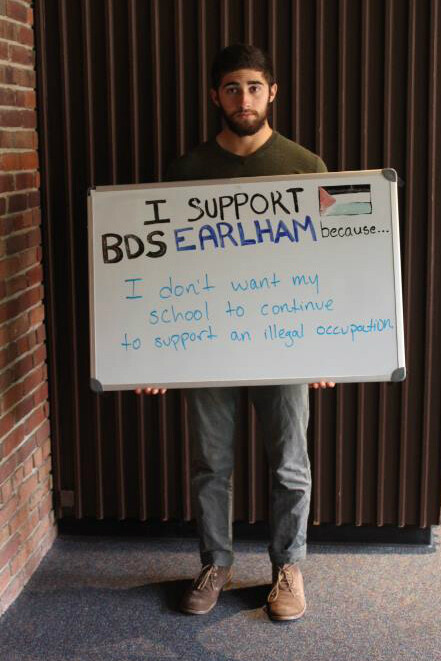 I SUPPORT
BDS EARLHAM because...
I don't want my
school to continue
to support an illegal occupation.